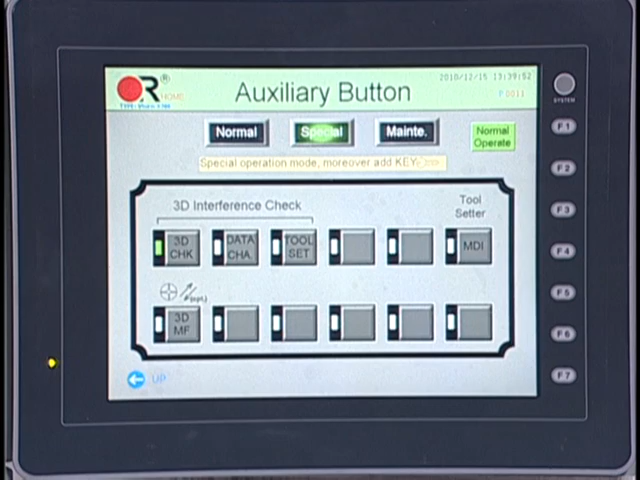 R®
HOME
2010/12/15 13:39:52
P 0011
Auxiliary Button
SYSTEM
Normal
Special
Mainte.
Normal
Operate
Special operation mode, moreover add KEY.
3D Interference Check
Tool
Setter
3D
CHK
DATA
CHA.
TOOL
SET
MDI
3D
MF
UP
F1
F2
F3
F4
F5
F6
F7